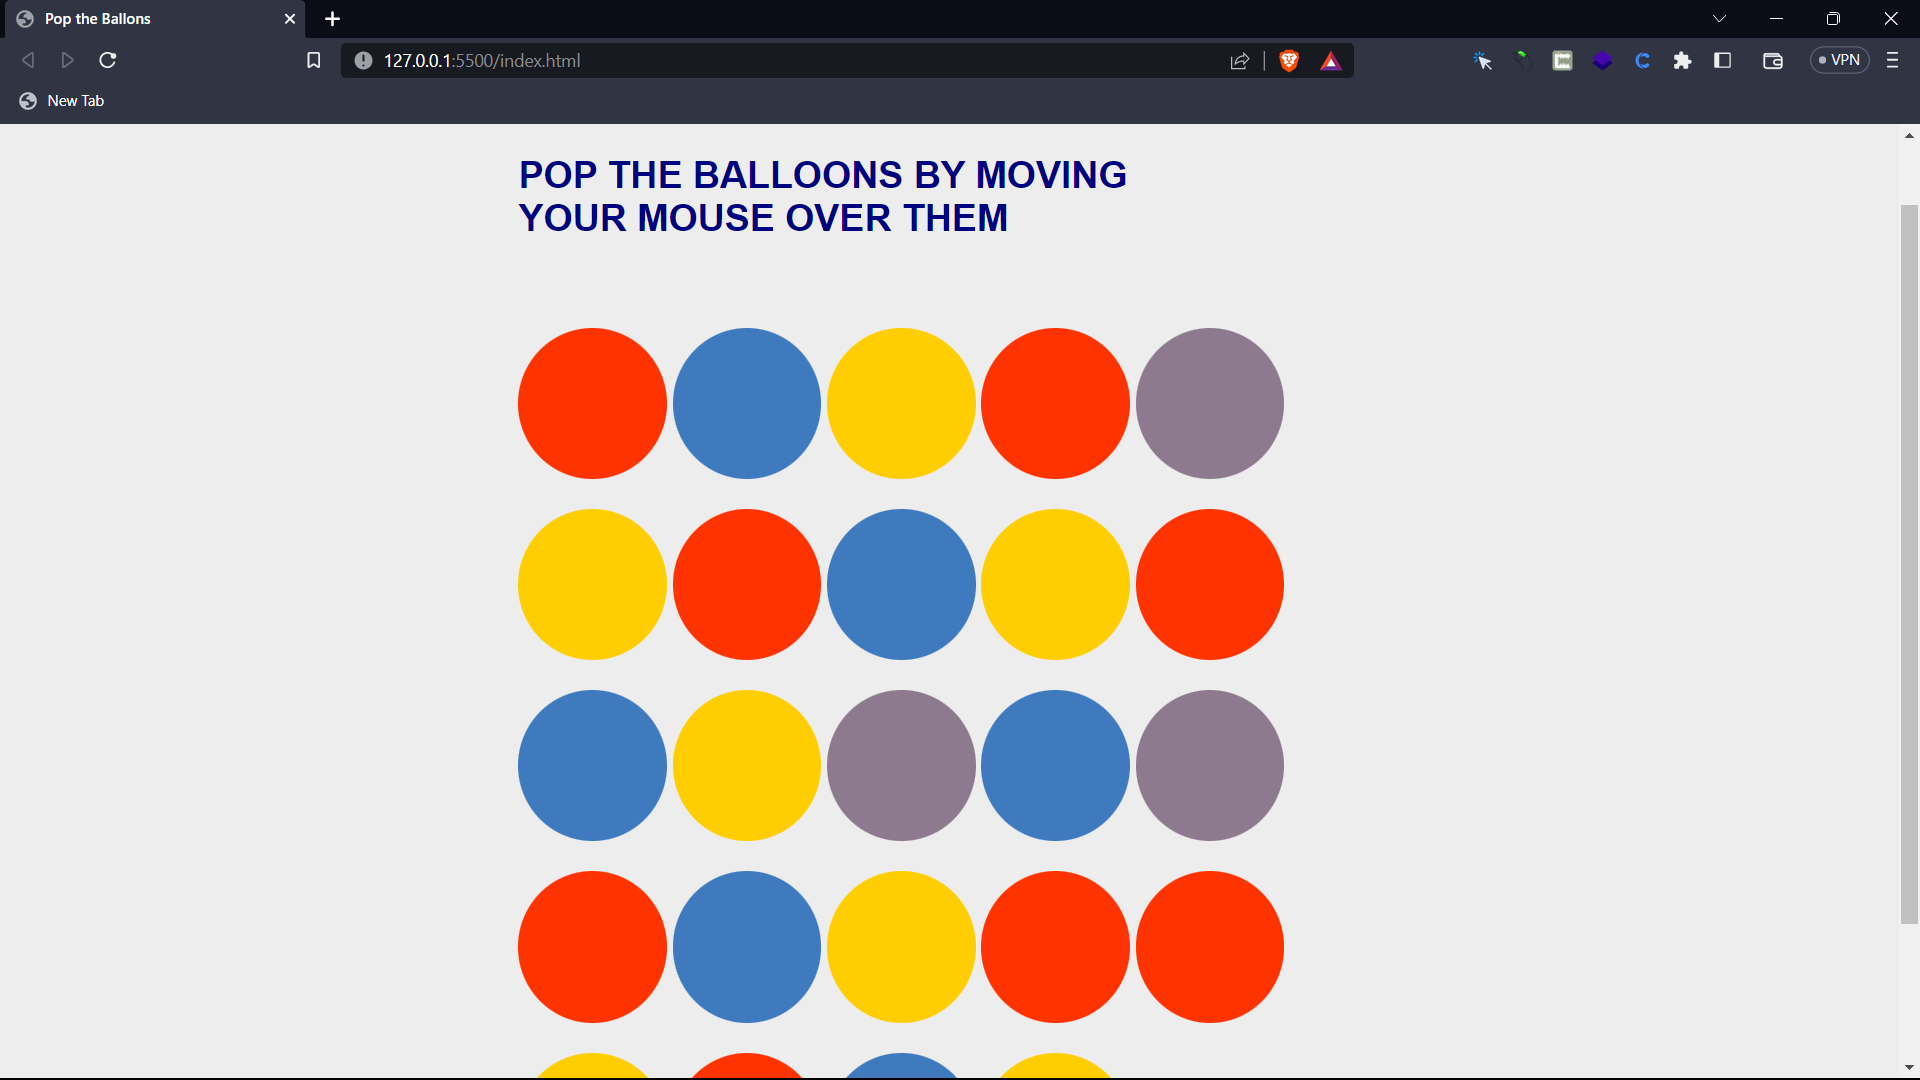 Pop the Ballons
127.0.0.1:5500/index.html
VPN
New Tab
POP THE BALLOONS BY MOVING
YOUR MOUSE OVER THEM